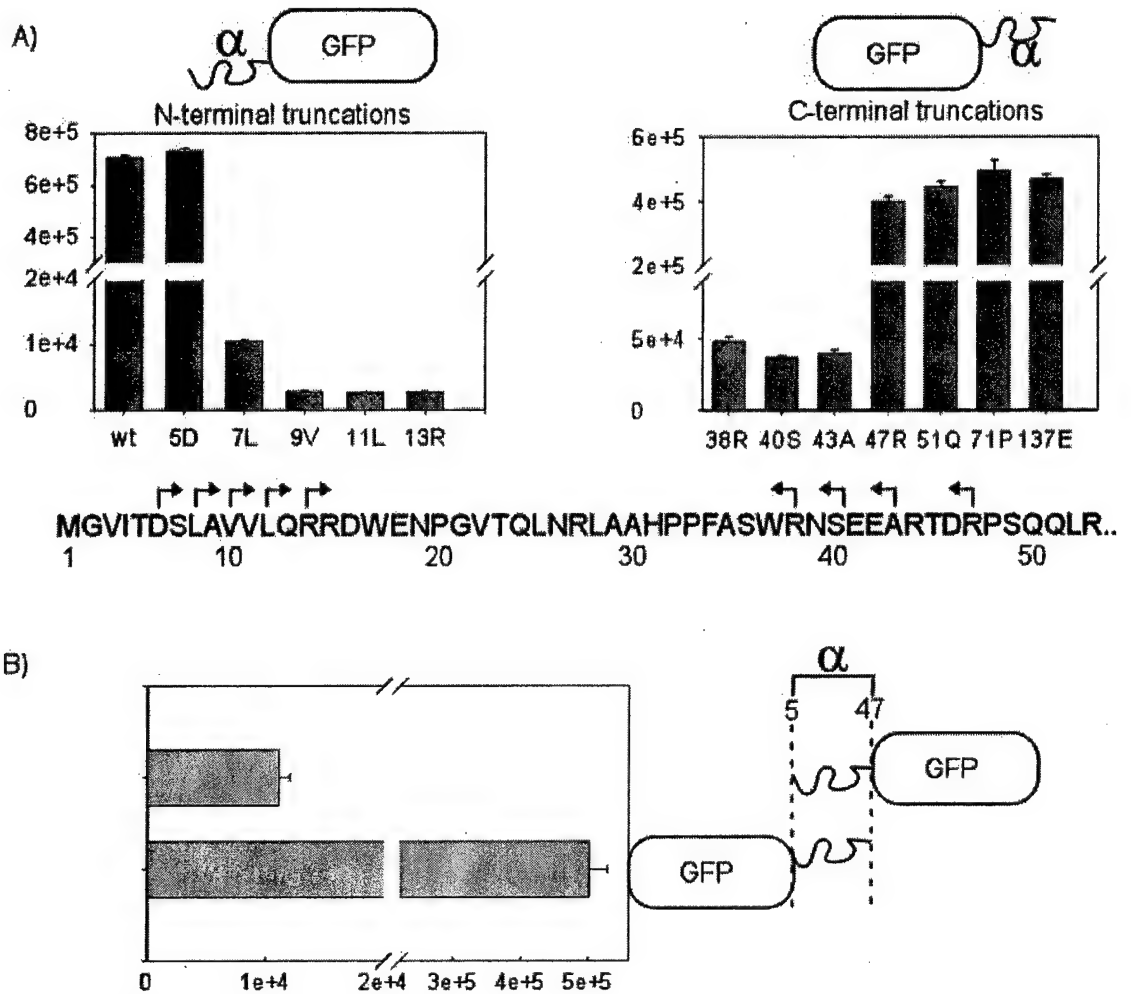 A)
α GFP
GFP α
N-terminal truncations
C-terminal truncations
8e+5
6e+5
4e+5
2e+4
1e+4
0
wt 5D 7L 9V 11L 13R
6e+5
4e+5
2e+5
5e+4
0
38R 40S 43A 47R 51Q 71P 137E
MGVITDSLAVVLQRRDWENPGVTQLNRLAAHPPFASWRNSEEARTDRPSQQLR..
1 10 20 30 40 50
B)
α
5 47
GFP
GFP
0 1e+4 2e+4 3e+5 4e+5 5e+5